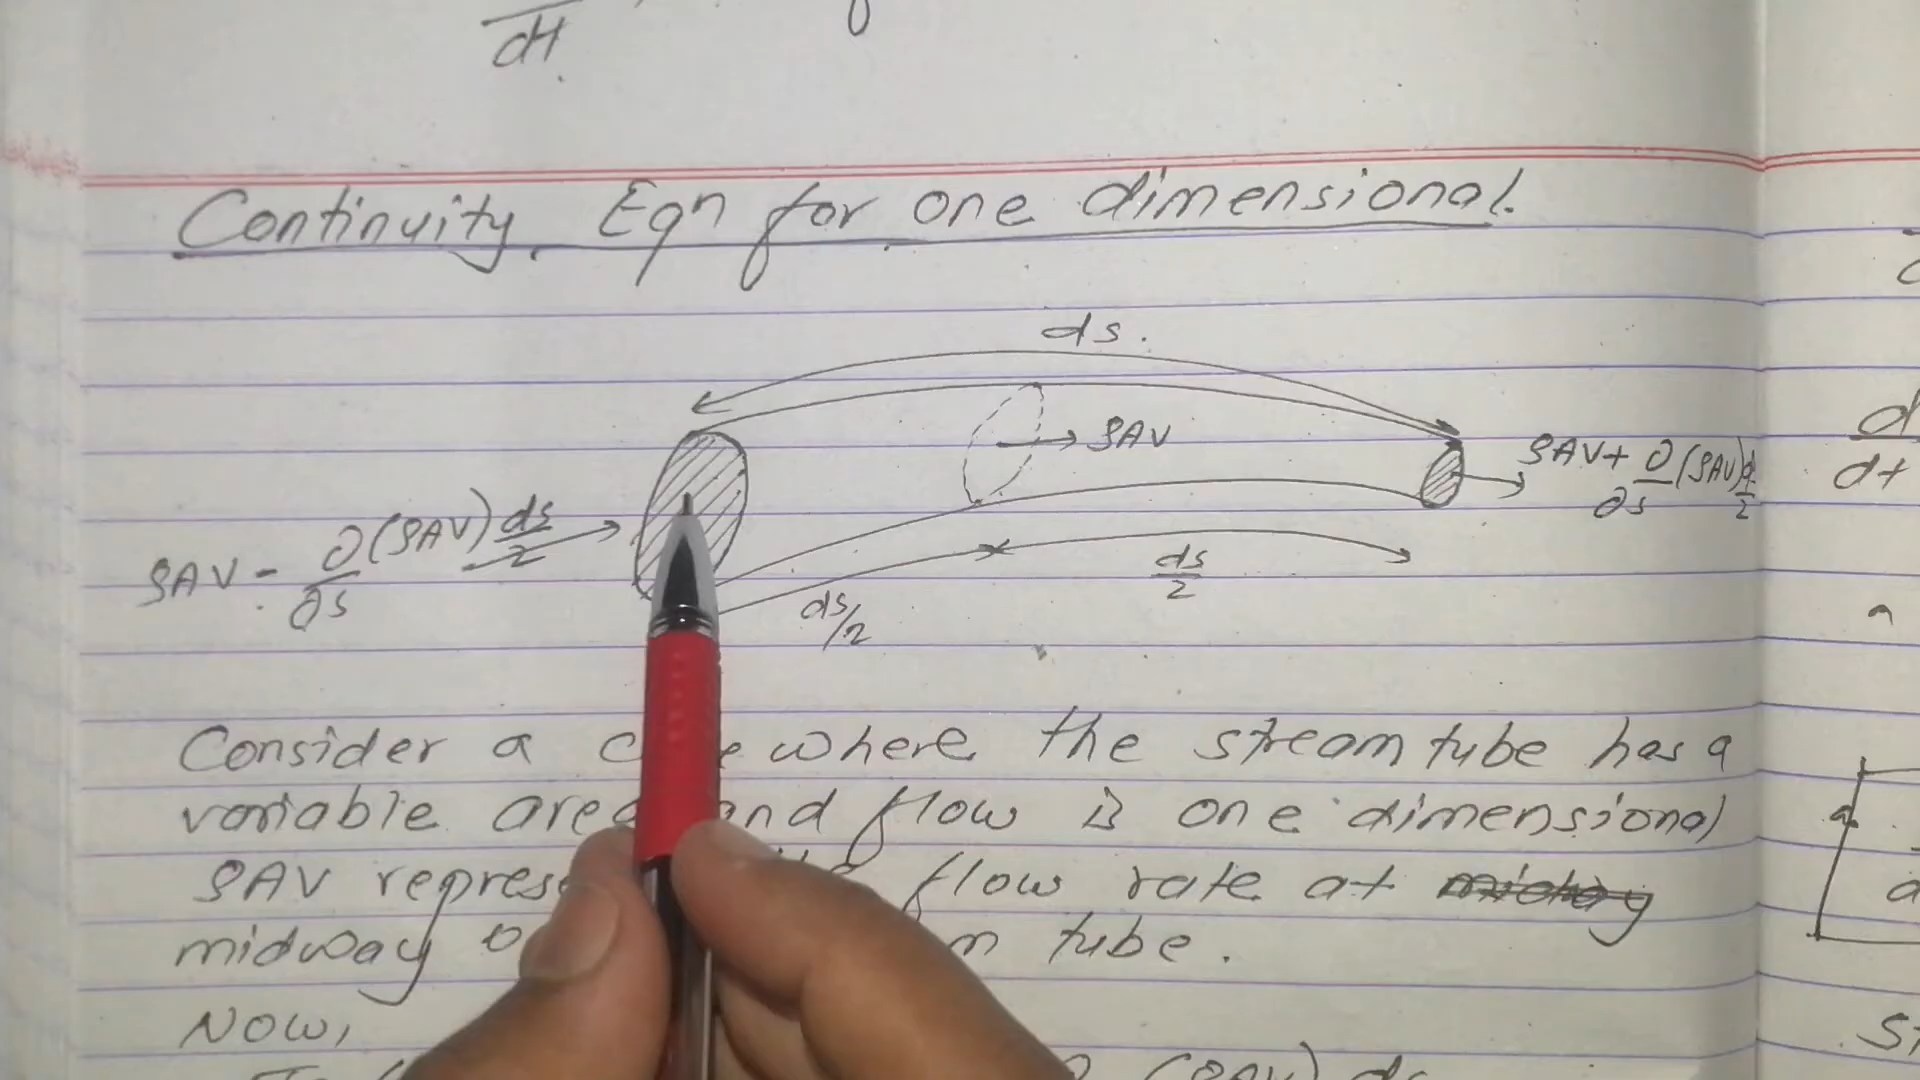 dH
Continuity Eqn for one dimensional.
ds.
ρAV
ρAV + ∂/∂s (ρAV) d/2
ρAV - ∂/∂s (ρAV) ds/2
ds/2
ds/2
d
dt
Consider a where the stream tube has a
variable area and flow is one dimensional
ρAV flow rate at
midway tube.
Now,
(ρAV) ds